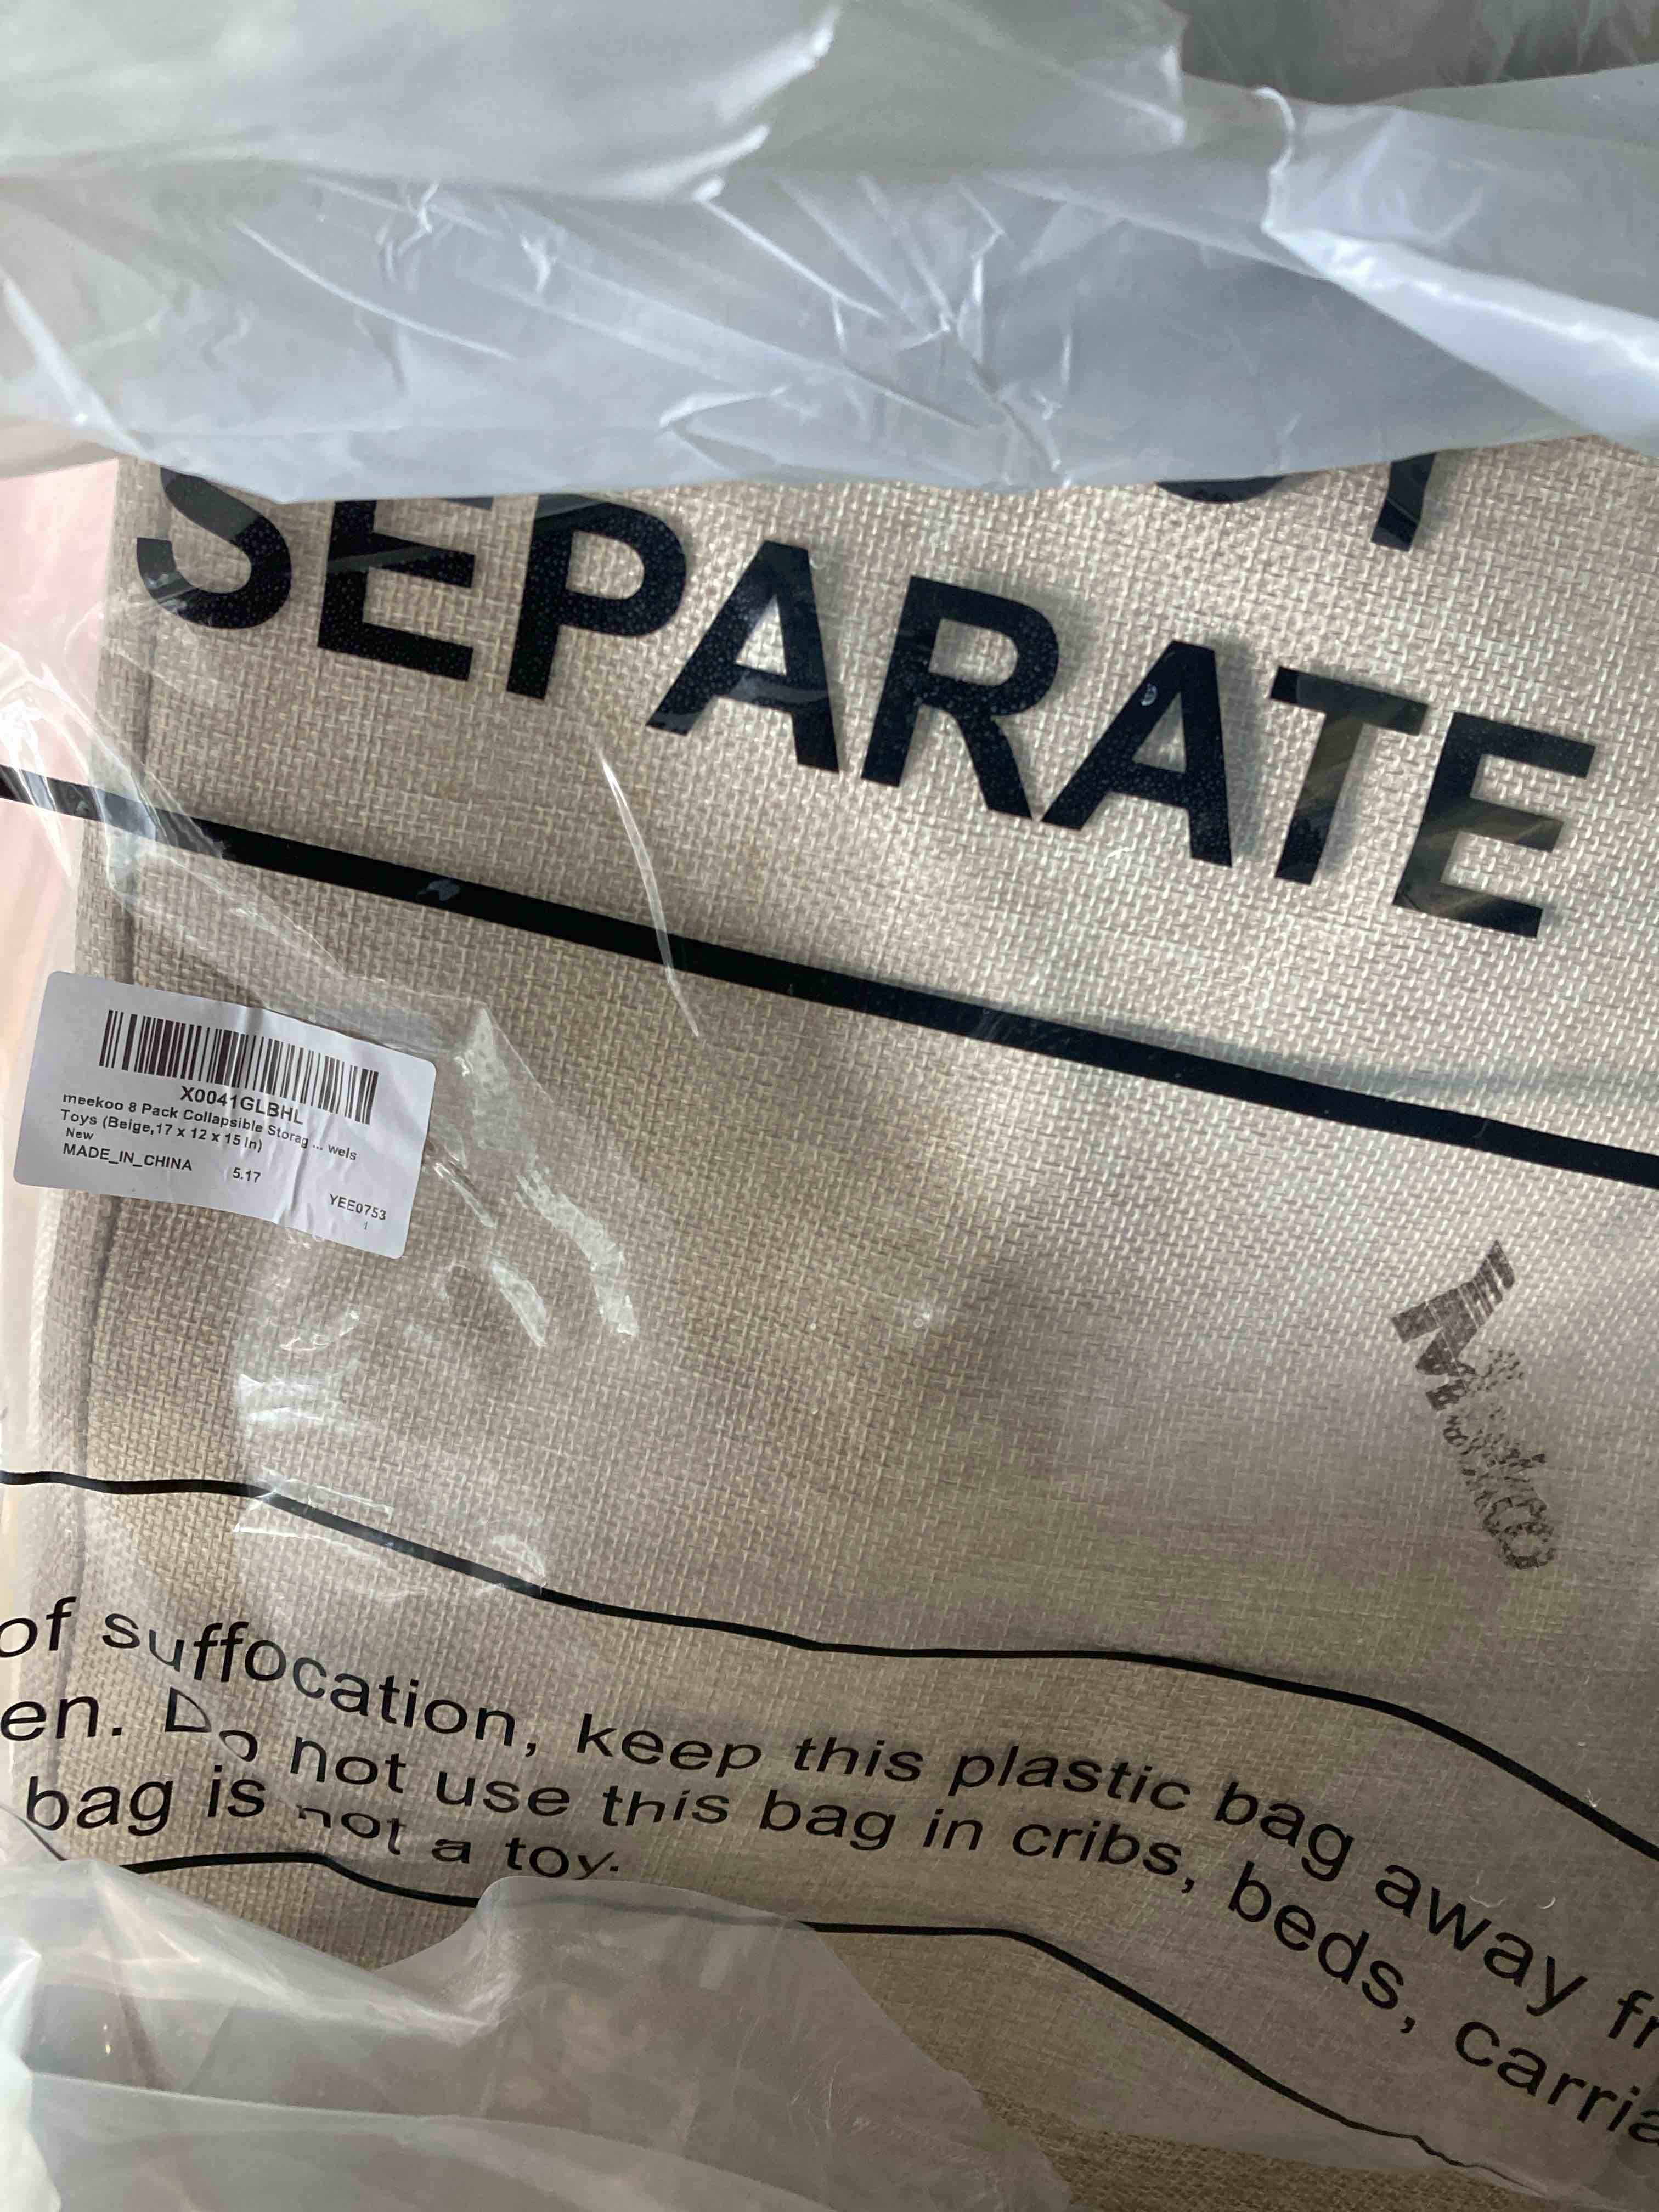 SEPARATE
X0041GLBHL
meekoo 8 Pack Collapsible Storag ... wels
Toys (Beige,17 x 12 x 15 In)
New
MADE_IN_CHINA
5.17
YEE0753
1
of suffocation, keep this plastic bag away fr
en. Do not use this bag in cribs, beds, carria
bag is not a toy.